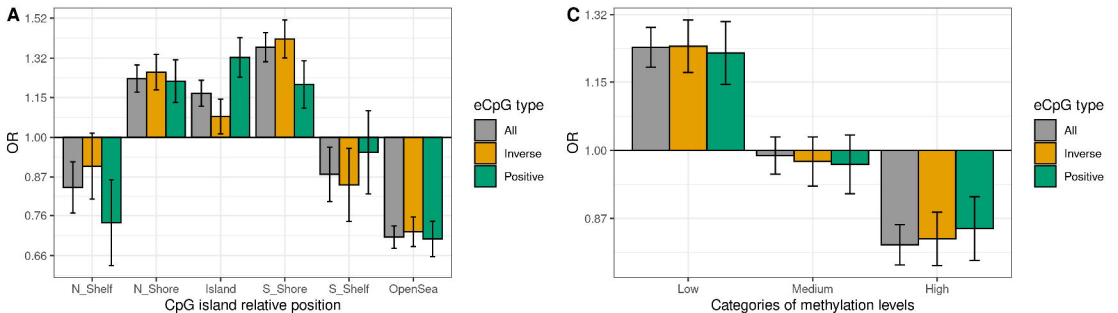 A
OR
1.52
1.32
1.15
1.00
0.87
0.76
0.66
N_Shelf N_Shore Island S_Shore S_Shelf OpenSea
CpG island relative position
eCpG type
All
Inverse
Positive
C
OR
1.32
1.15
1.00
0.87
Low Medium High
Categories of methylation levels
eCpG type
All
Inverse
Positive